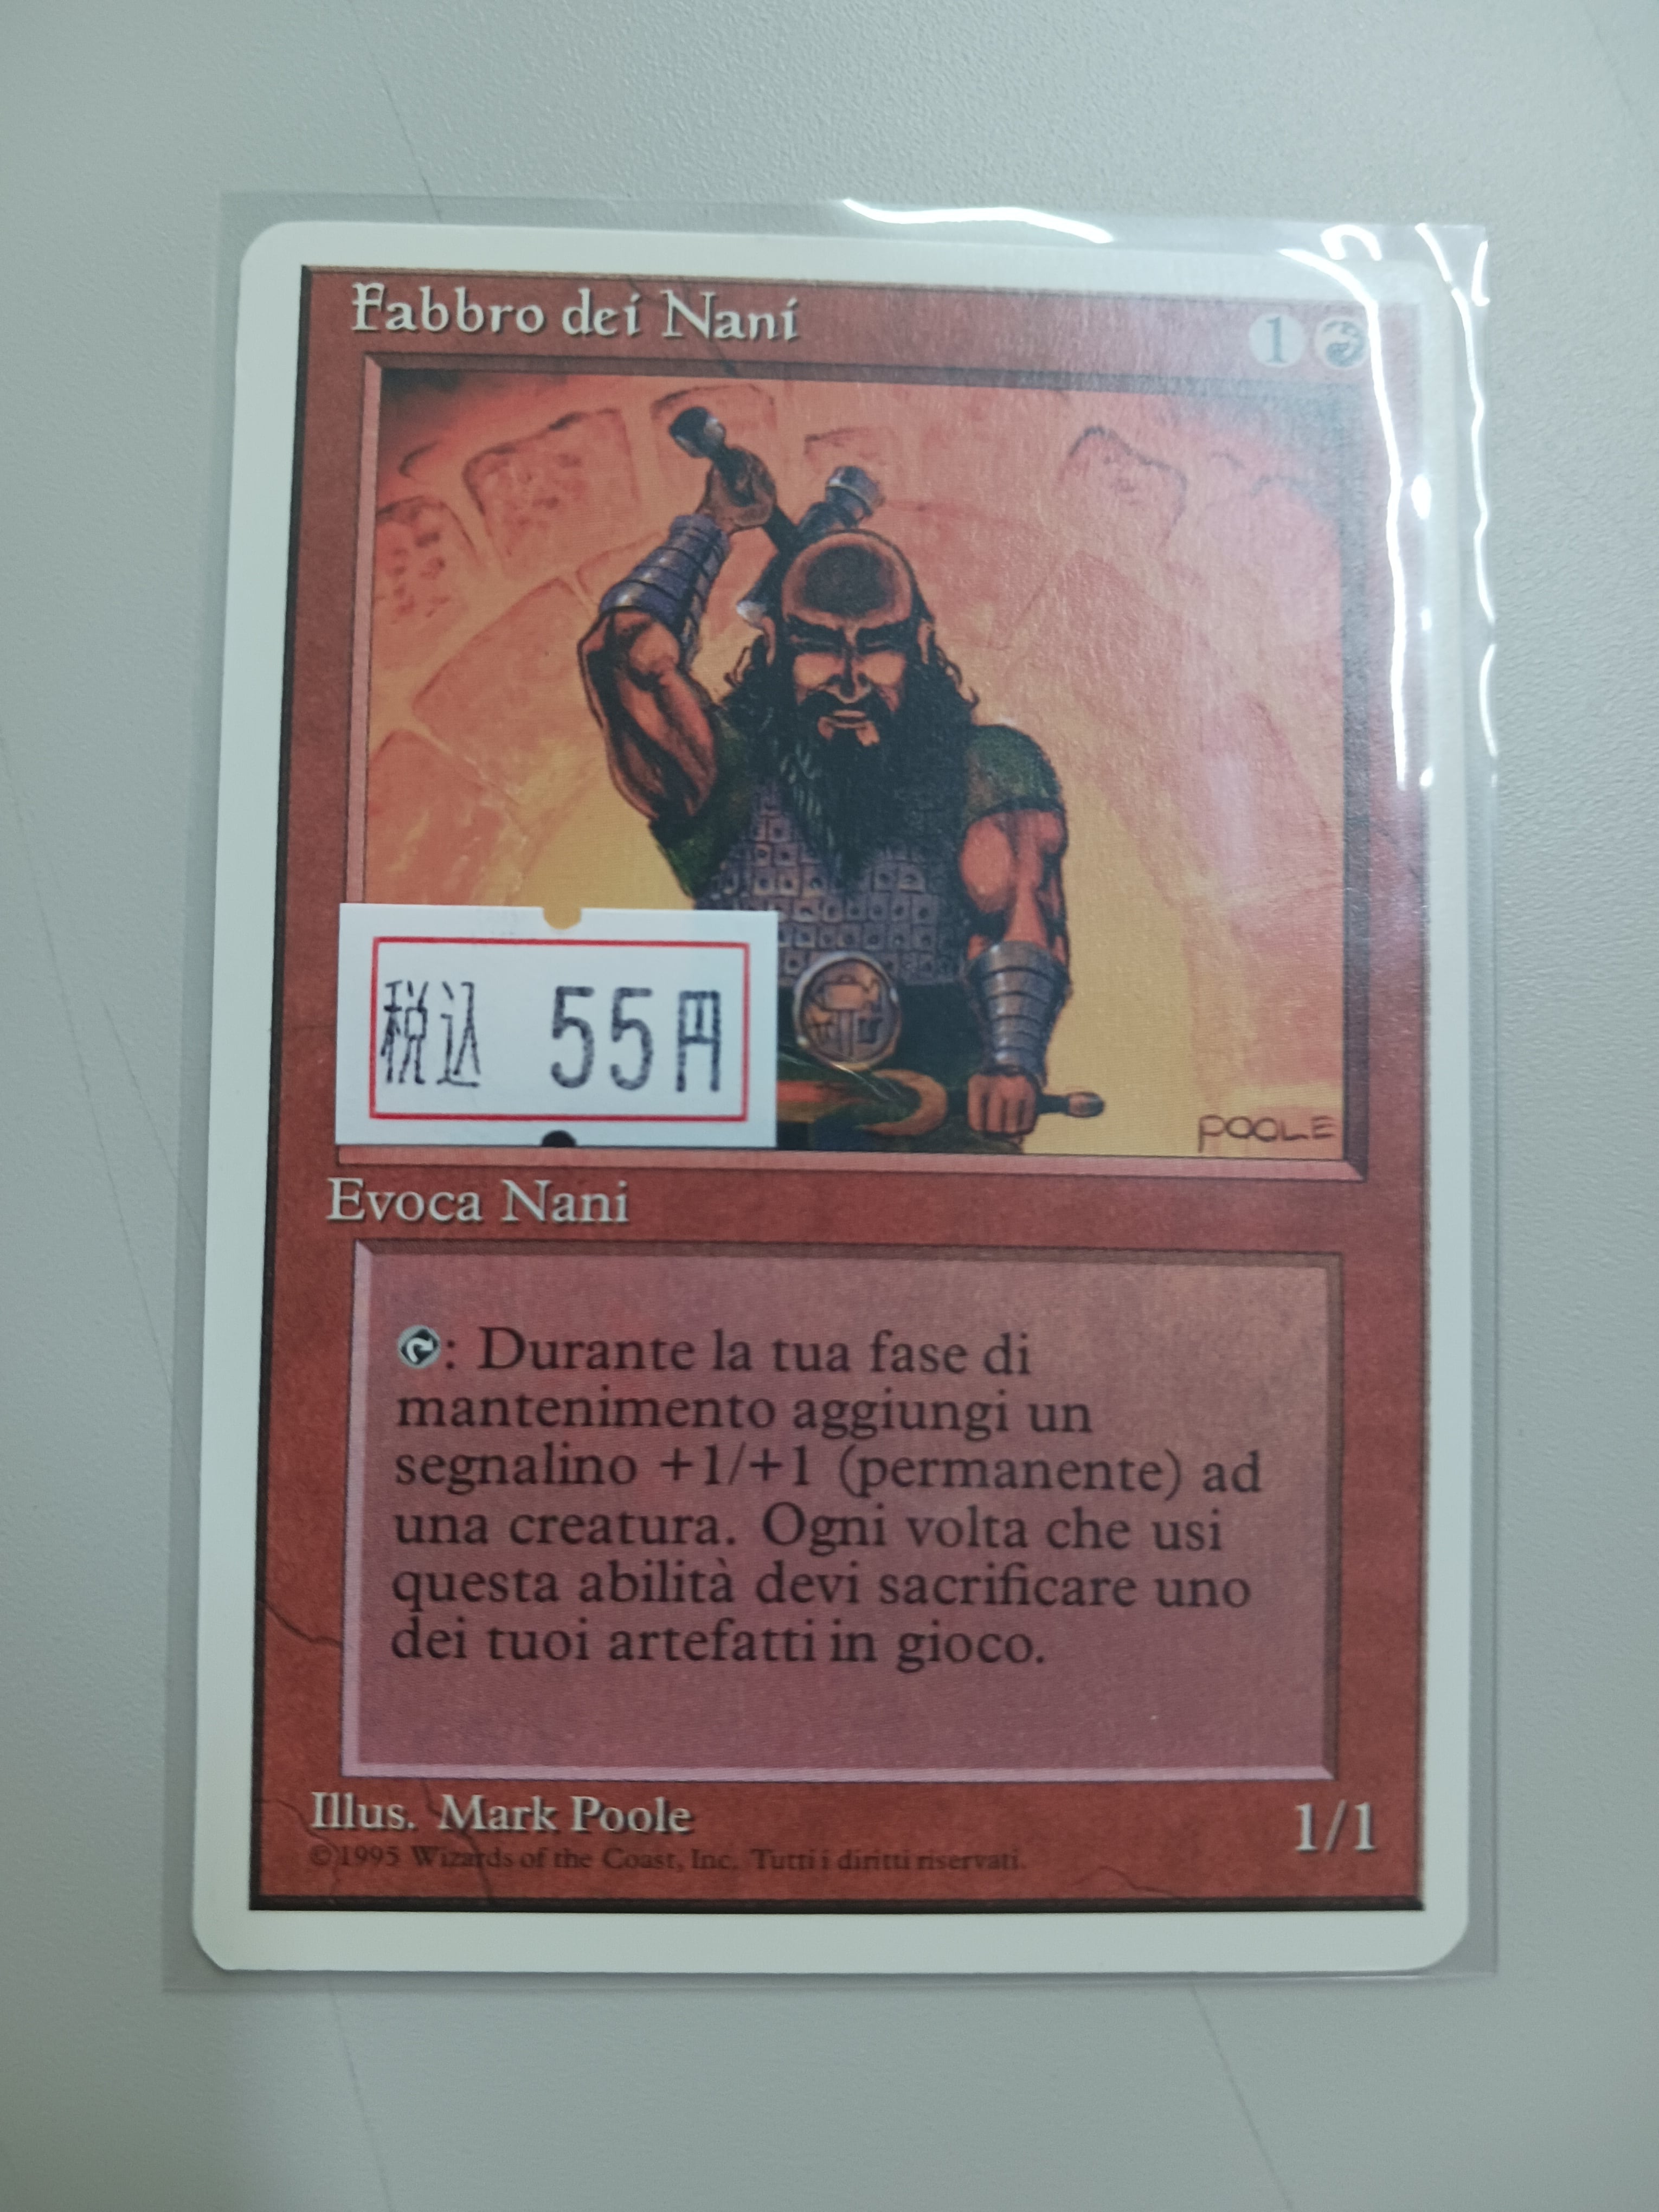 Fabbro dei Nani
1
税込 55円
POOLE
Evoca Nani
: Durante la tua fase di
mantenimento aggiungi un
segnalino +1/+1 (permanente) ad
una creatura. Ogni volta che usi
questa abilità devi sacrificare uno
dei tuoi artefatti in gioco.
Illus. Mark Poole
1/1
© 1995 Wizards of the Coast, Inc. Tutti i diritti riservati.